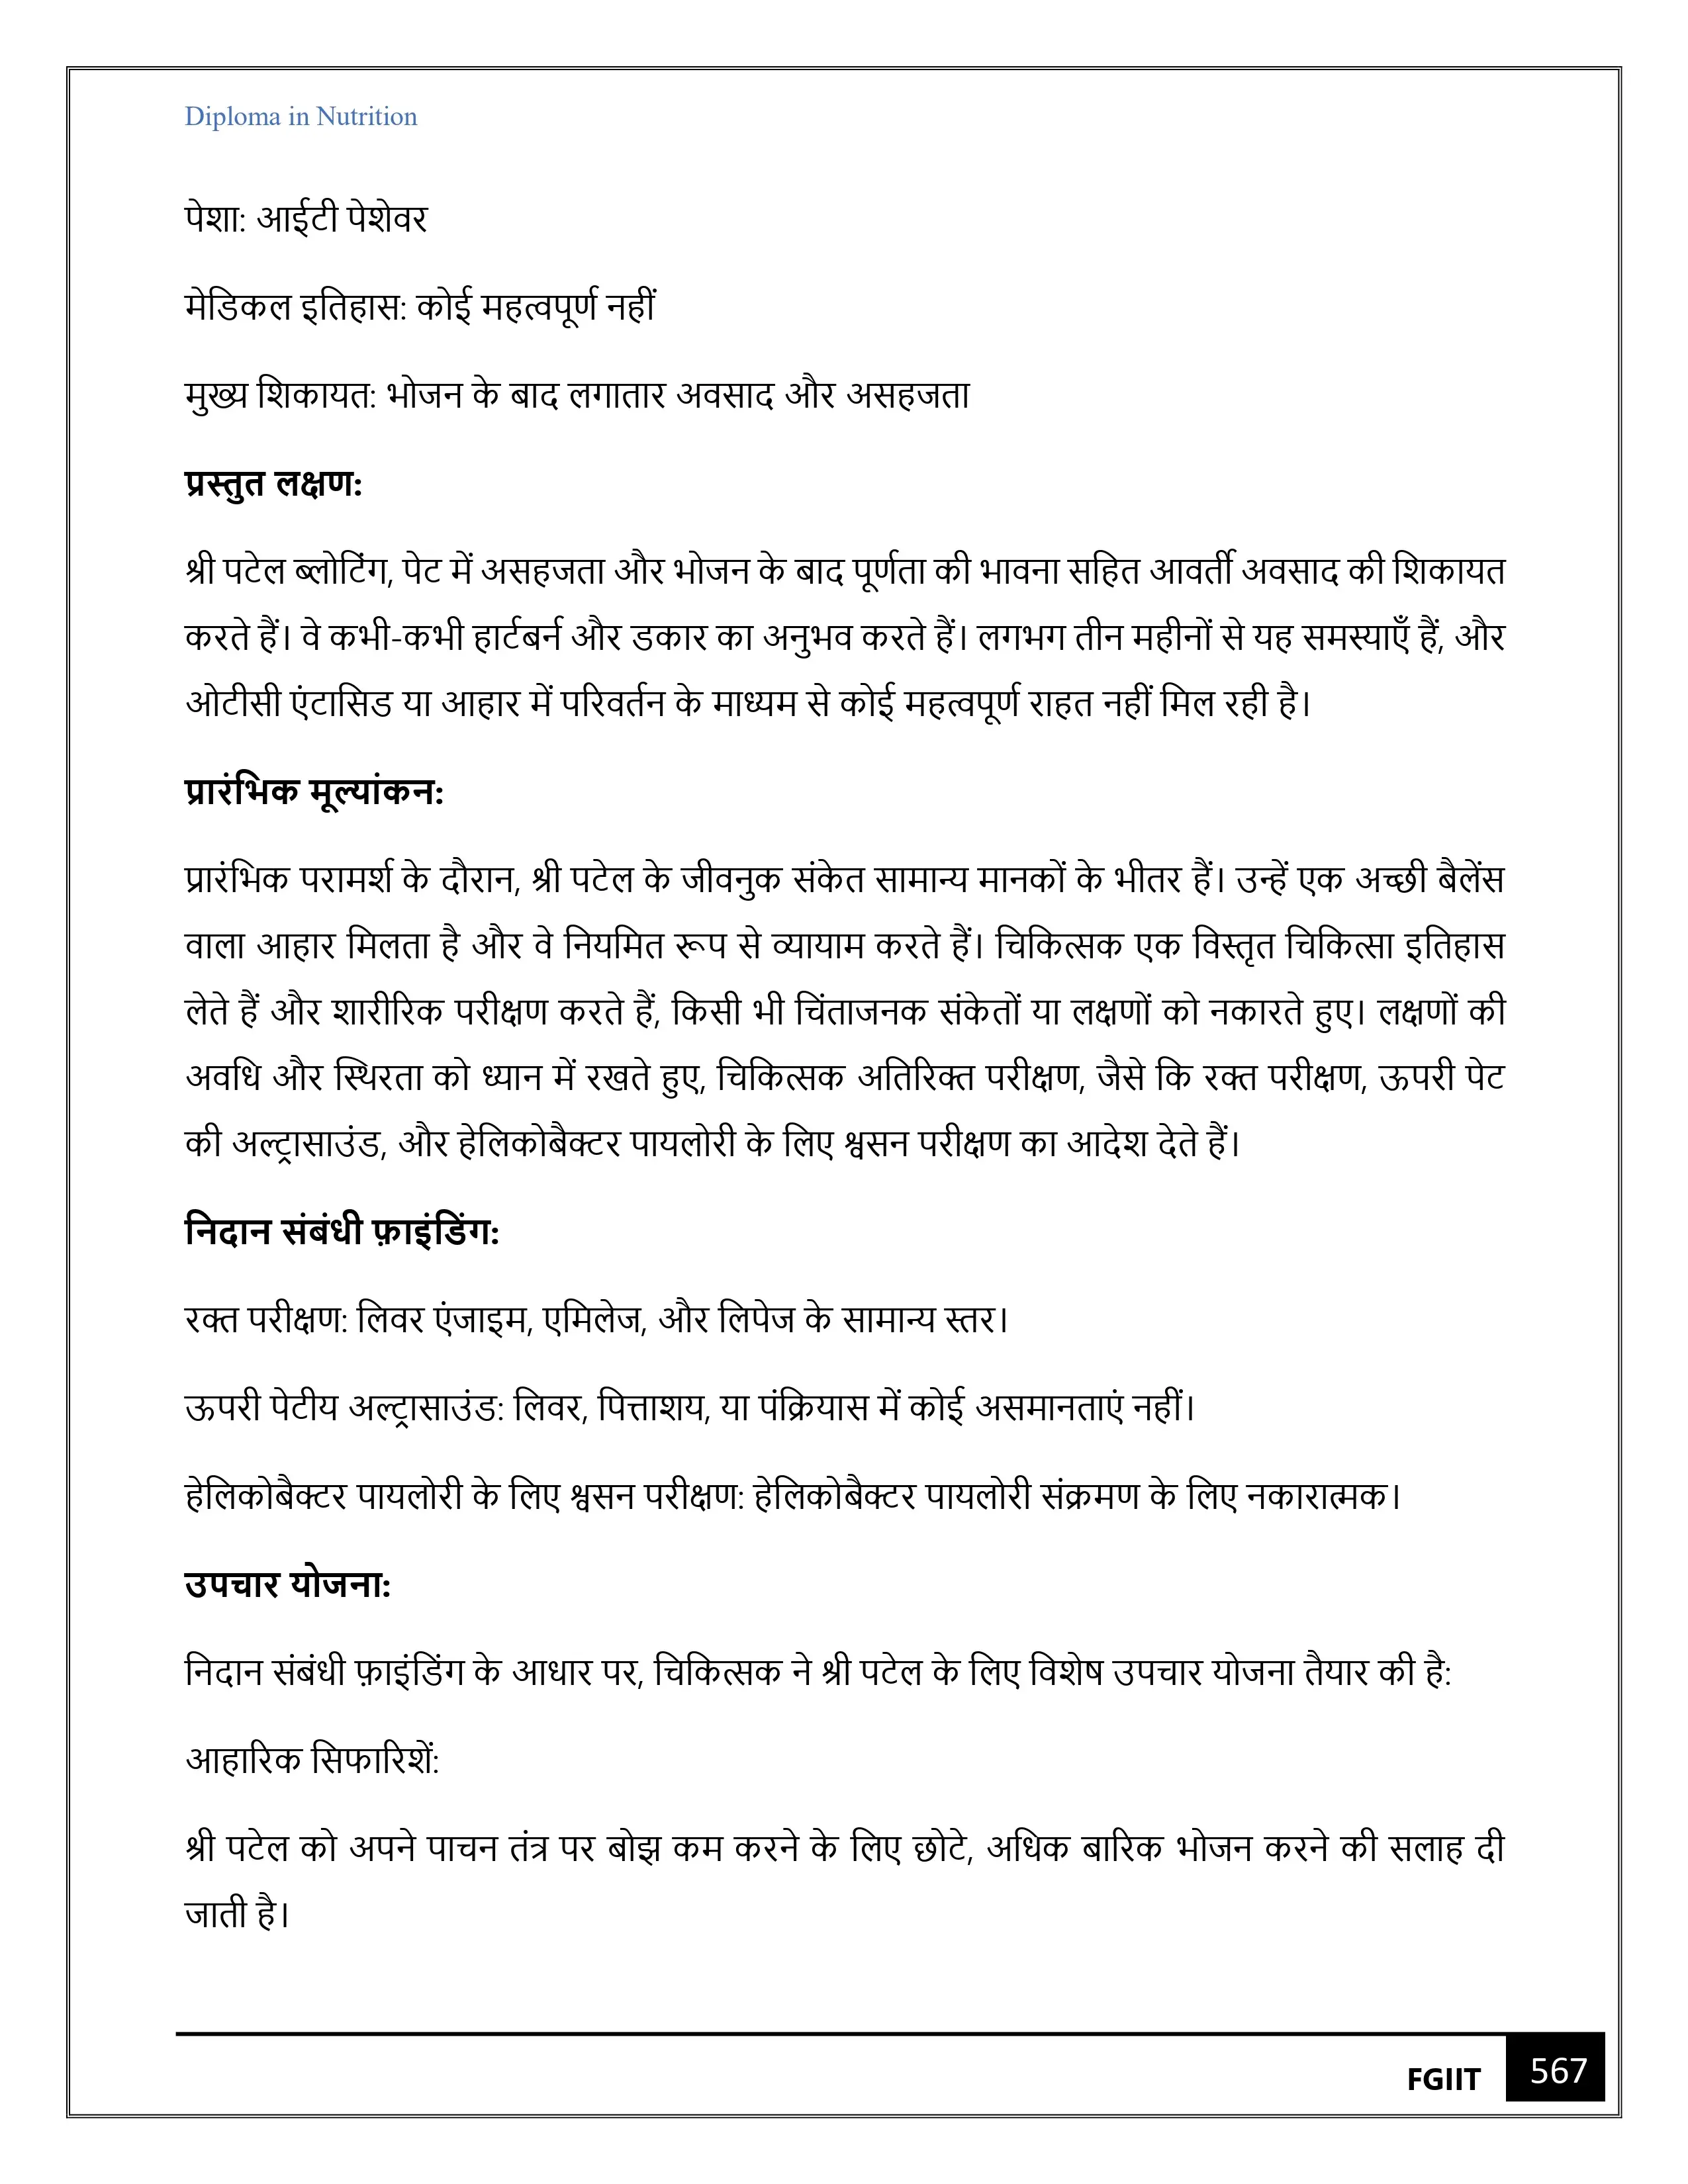 Diploma in Nutrition
पेशा: आईटी पेशेवर
मेडिकल इतिहास: कोई महत्वपूर्ण नहीं
मुख्य शिकायत: भोजन के बाद लगातार अवसाद और असहजता
प्रस्तुत लक्षण:
श्री पटेल ब्लोटिंग, पेट में असहजता और भोजन के बाद पूर्णता की भावना सहित आवर्ती अवसाद की शिकायत
करते हैं। वे कभी-कभी हार्टबर्न और डकार का अनुभव करते हैं। लगभग तीन महीनों से यह समस्याएँ हैं, और
ओटीसी एंटासिड या आहार में परिवर्तन के माध्यम से कोई महत्वपूर्ण राहत नहीं मिल रही है।
प्रारंभिक मूल्यांकन:
प्रारंभिक परामर्श के दौरान, श्री पटेल के जीवनुक संकेत सामान्य मानकों के भीतर हैं। उन्हें एक अच्छी बैलेंस
वाला आहार मिलता है और वे नियमित रूप से व्यायाम करते हैं। चिकित्सक एक विस्तृत चिकित्सा इतिहास
लेते हैं और शारीरिक परीक्षण करते हैं, किसी भी चिंताजनक संकेतों या लक्षणों को नकारते हुए। लक्षणों की
अवधि और स्थिरता को ध्यान में रखते हुए, चिकित्सक अतिरिक्त परीक्षण, जैसे कि रक्त परीक्षण, ऊपरी पेट
की अल्ट्रासाउंड, और हेलिकोबैक्टर पायलोरी के लिए श्वसन परीक्षण का आदेश देते हैं।
निदान संबंधी फ़ाइंडिंग:
रक्त परीक्षण: लिवर एंजाइम, एमिलेज, और लिपेज के सामान्य स्तर।
ऊपरी पेटीय अल्ट्रासाउंड: लिवर, पित्ताशय, या पंक्रियास में कोई असमानताएं नहीं।
हेलिकोबैक्टर पायलोरी के लिए श्वसन परीक्षण: हेलिकोबैक्टर पायलोरी संक्रमण के लिए नकारात्मक।
उपचार योजना:
निदान संबंधी फ़ाइंडिंग के आधार पर, चिकित्सक ने श्री पटेल के लिए विशेष उपचार योजना तैयार की है:
आहारिक सिफारिशें:
श्री पटेल को अपने पाचन तंत्र पर बोझ कम करने के लिए छोटे, अधिक बारिक भोजन करने की सलाह दी
जाती है।
FGIIT 567